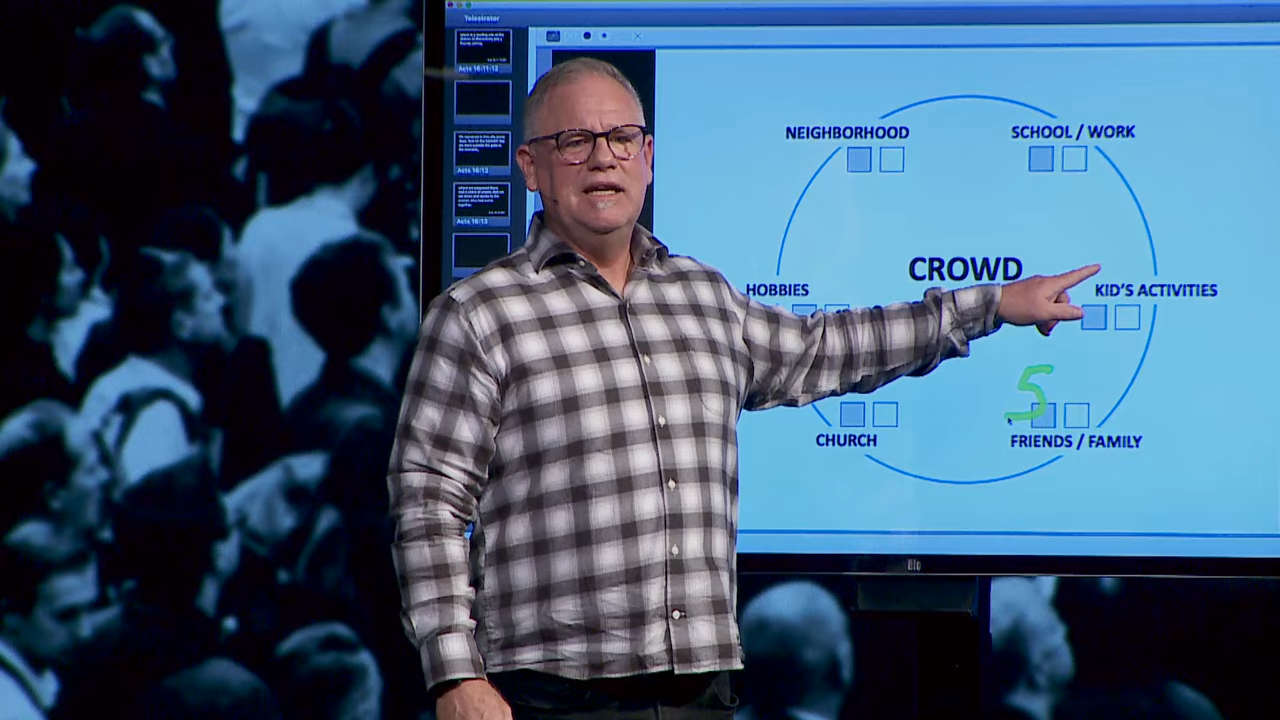 Telestrator
Acts 16:11-12
Acts 16:13
Acts 16:13
NEIGHBORHOOD
SCHOOL / WORK
CROWD
HOBBIES
KID'S ACTIVITIES
5
CHURCH
FRIENDS / FAMILY
elo